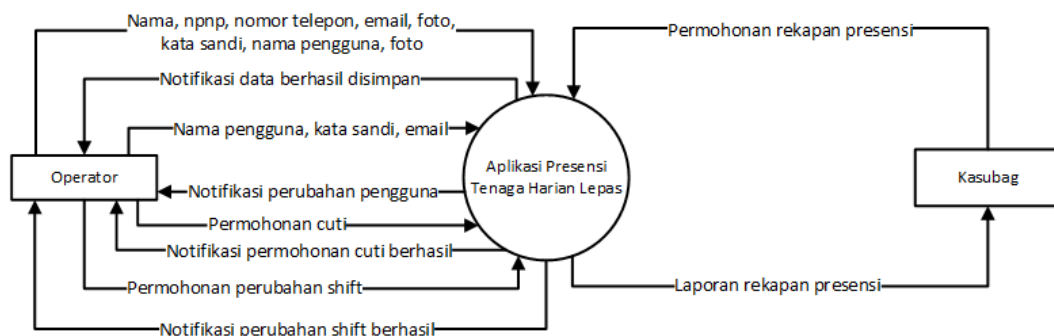 Nama, npnp, nomor telepon, email, foto,
kata sandi, nama pengguna, foto
Permohonan rekapan presensi
Notifikasi data berhasil disimpan
Nama pengguna, kata sandi, email
Aplikasi Presensi
Tenaga Harian Lepas
Operator
Kasubag
Notifikasi perubahan pengguna
Permohonan cuti
Notifikasi permohonan cuti berhasil
Permohonan perubahan shift
Laporan rekapan presensi
Notifikasi perubahan shift berhasil